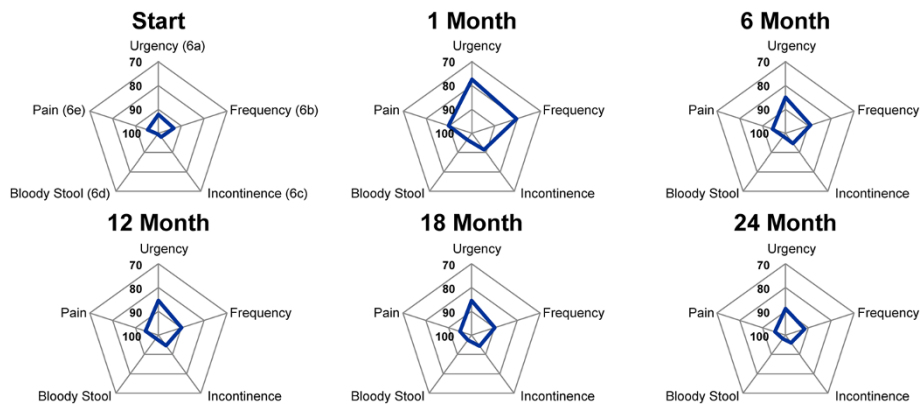 Start
Urgency (6a)
70
80
90
100
Pain (6e)
Frequency (6b)
Bloody Stool (6d)
Incontinence (6c)
1 Month
Urgency
70
80
90
100
Pain
Frequency
Bloody Stool
Incontinence
6 Month
Urgency
70
80
90
100
Pain
Frequency
Bloody Stool
Incontinence
12 Month
Urgency
70
80
90
100
Pain
Frequency
Bloody Stool
Incontinence
18 Month
Urgency
70
80
90
100
Pain
Frequency
Bloody Stool
Incontinence
24 Month
Urgency
70
80
90
100
Pain
Frequency
Bloody Stool
Incontinence